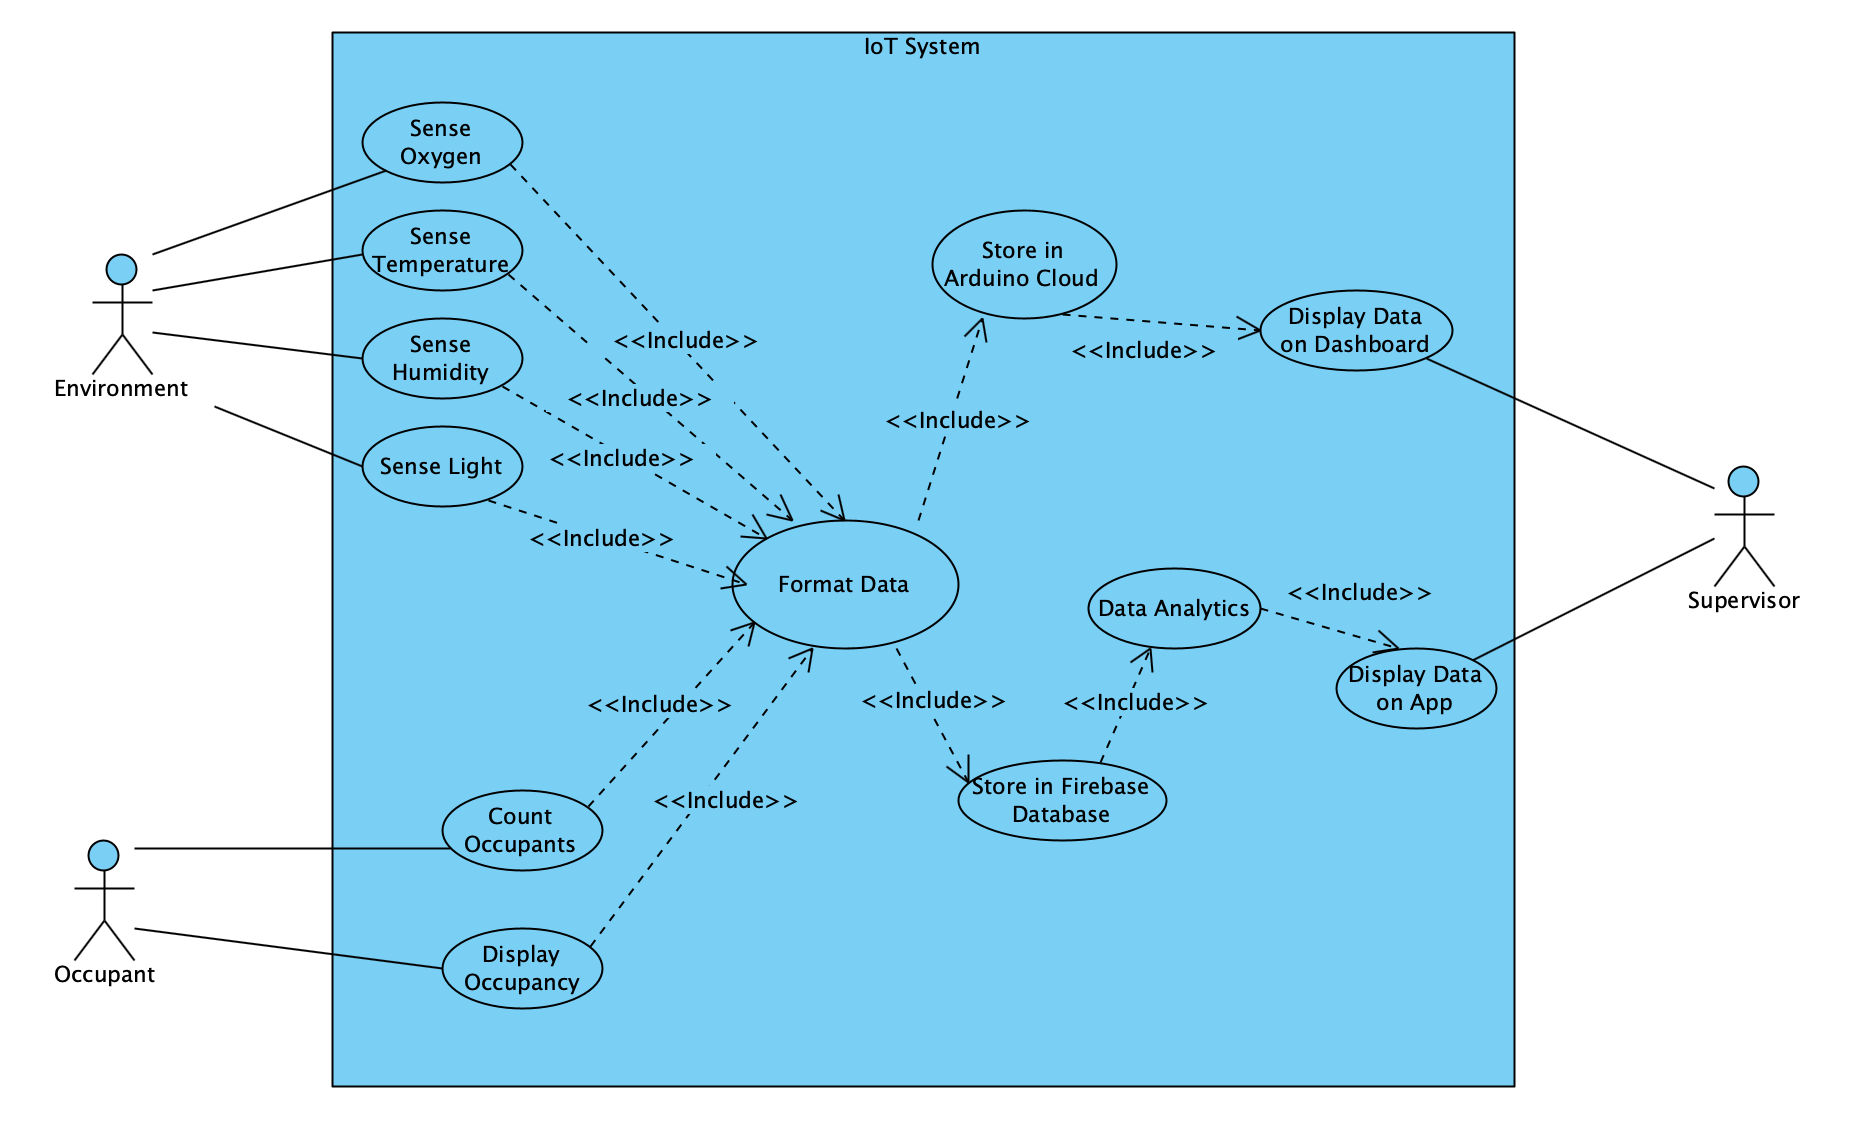 IoT System
Sense
Oxygen
Sense
Temperature
Sense
Humidity
Sense Light
Environment
<<Include>>
<<Include>>
<<Include>>
<<Include>>
Store in
Arduino Cloud
<<Include>>
<<Include>>
Display Data
on Dashboard
Format Data
Supervisor
Data Analytics
<<Include>>
Display Data
on App
<<Include>>
<<Include>>
<<Include>>
<<Include>>
Store in Firebase
Database
Count
Occupants
Display
Occupancy
Occupant